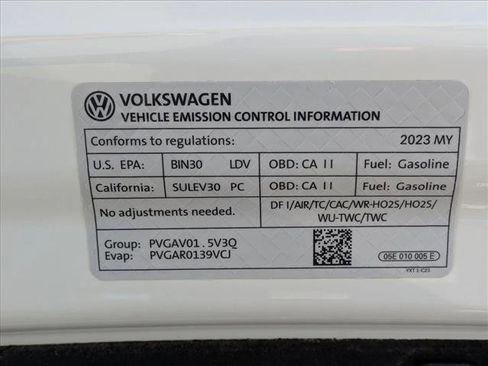 VOLKSWAGEN
VEHICLE EMISSION CONTROL INFORMATION
Conforms to regulations: 2023 MY
U.S. EPA: BIN30 LDV OBD: CA II Fuel: Gasoline
California: SULEV30 PC OBD: CA II Fuel: Gasoline
No adjustments needed. DF I/AIR/TC/CAC/WR-HO2S/HO2S/
WU-TWC/TWC
Group: PVGAV01.5V3Q
Evap: PVGAR0139VCJ
05E 010 005 E